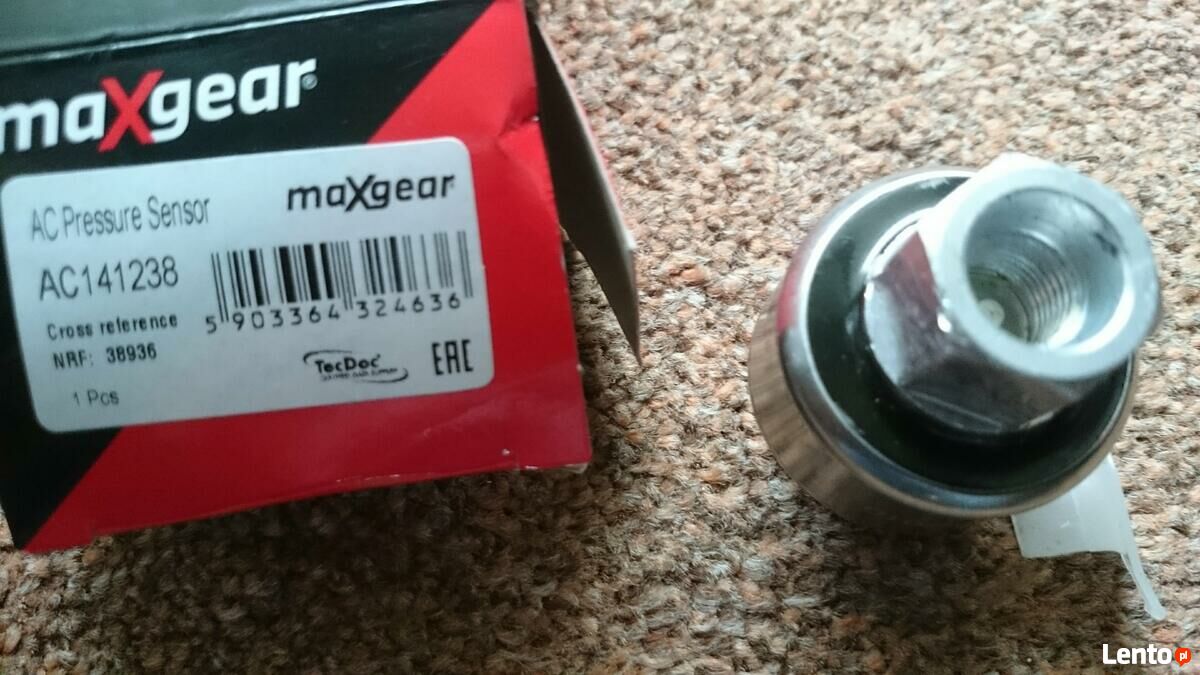 maXgear®
AC Pressure Sensor
maXgear
AC141238
5 903364 324636
Cross reference
NRF: 38936
TecDoc
EAC
1 Pcs
Lento.pl